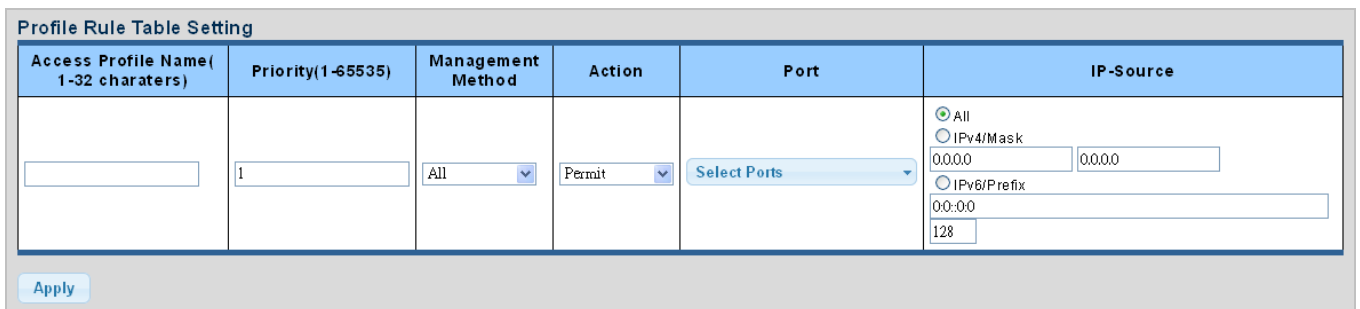 Profile Rule Table Setting
Access Profile Name(
1-32 charaters)
Priority(1-65535)
Management
Method
Action
Port
IP-Source
1
All
Permit
Select Ports
All
IPv4/Mask
0.0.0.0 0.0.0.0
IPv6/Prefix
0:0::0:0
128
Apply